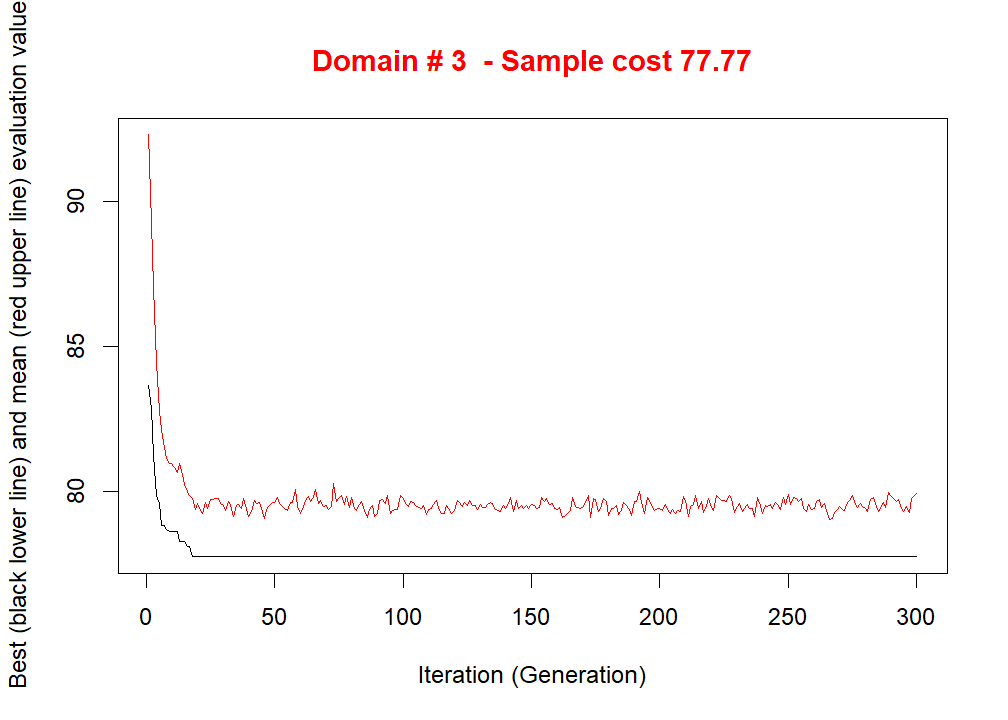 Domain # 3  - Sample cost 77.77
Best (black lower line) and mean (red upper line) evaluation value
90
85
80
0 50 100 150 200 250 300
Iteration (Generation)